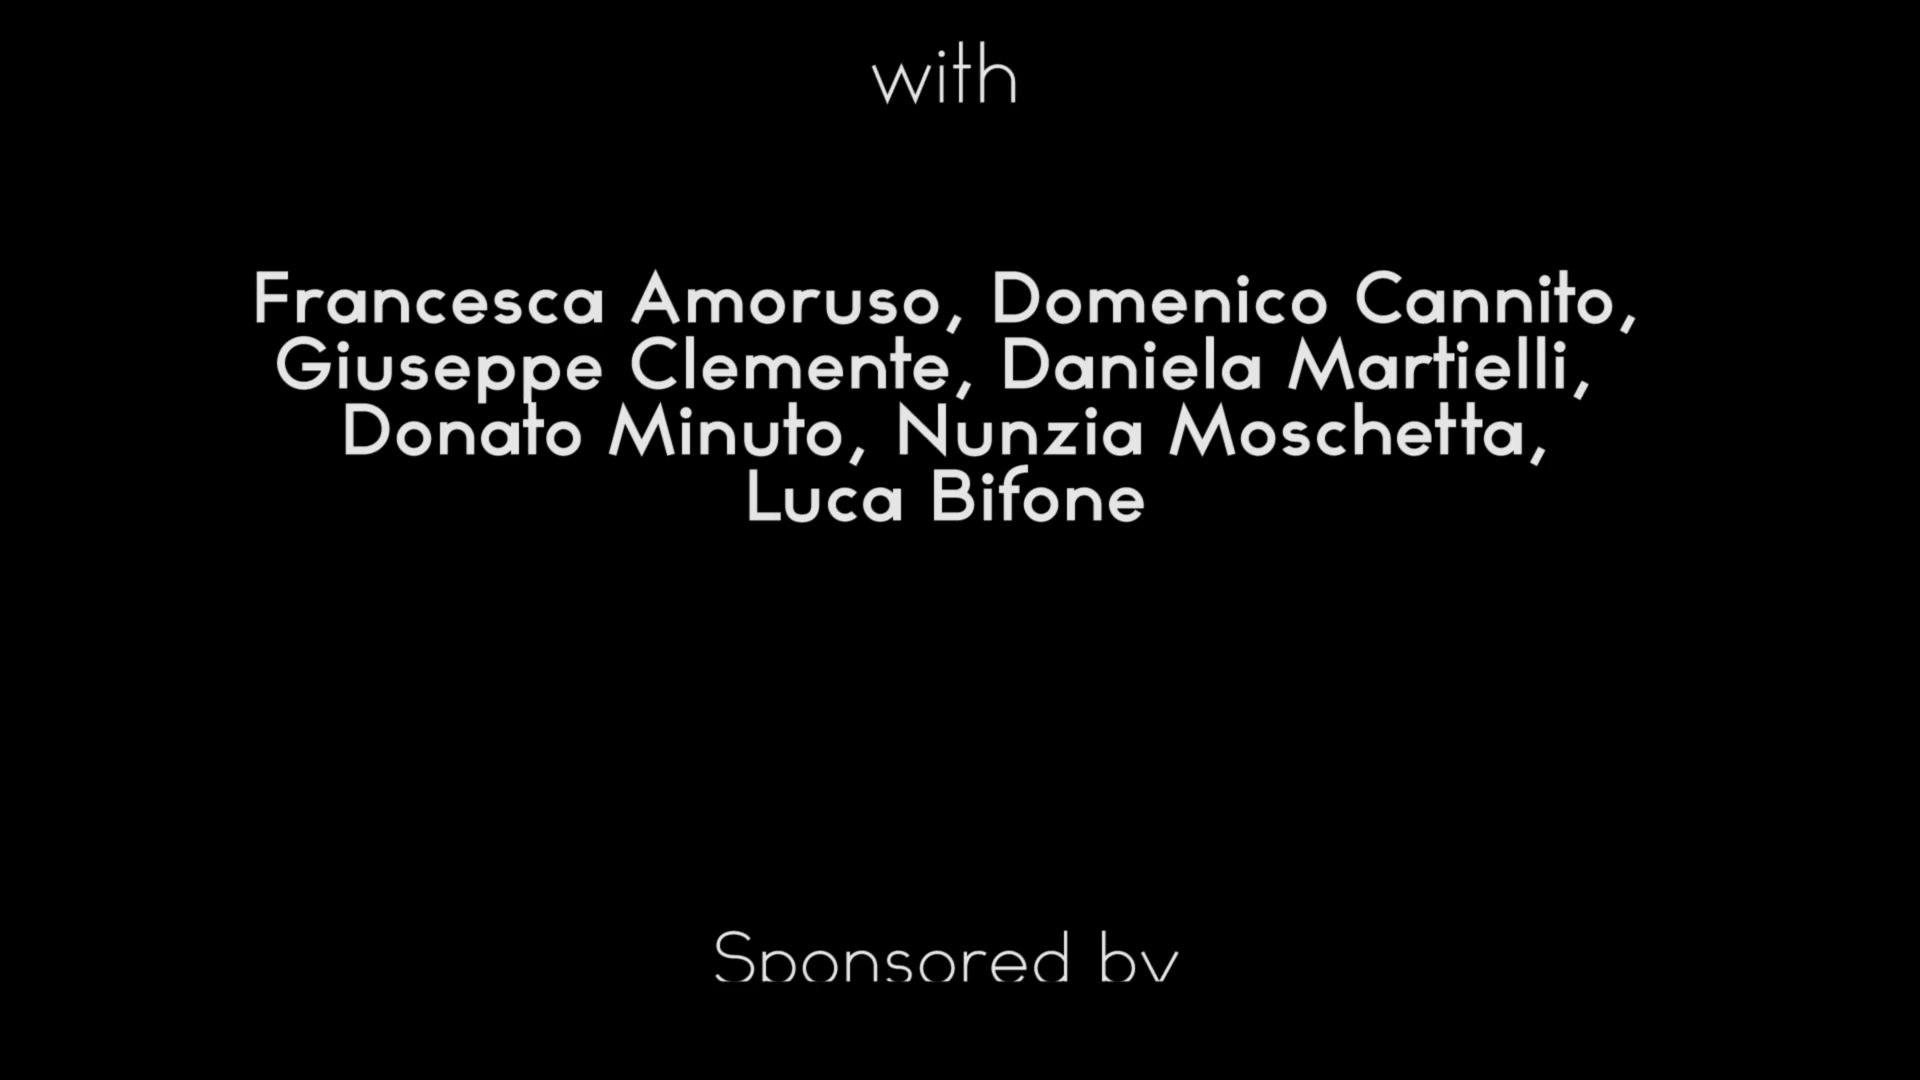 with
Francesca Amoruso, Domenico Cannito,
Giuseppe Clemente, Daniela Martielli,
Donato Minuto, Nunzia Moschetta,
Luca Bifone
Sponsored by